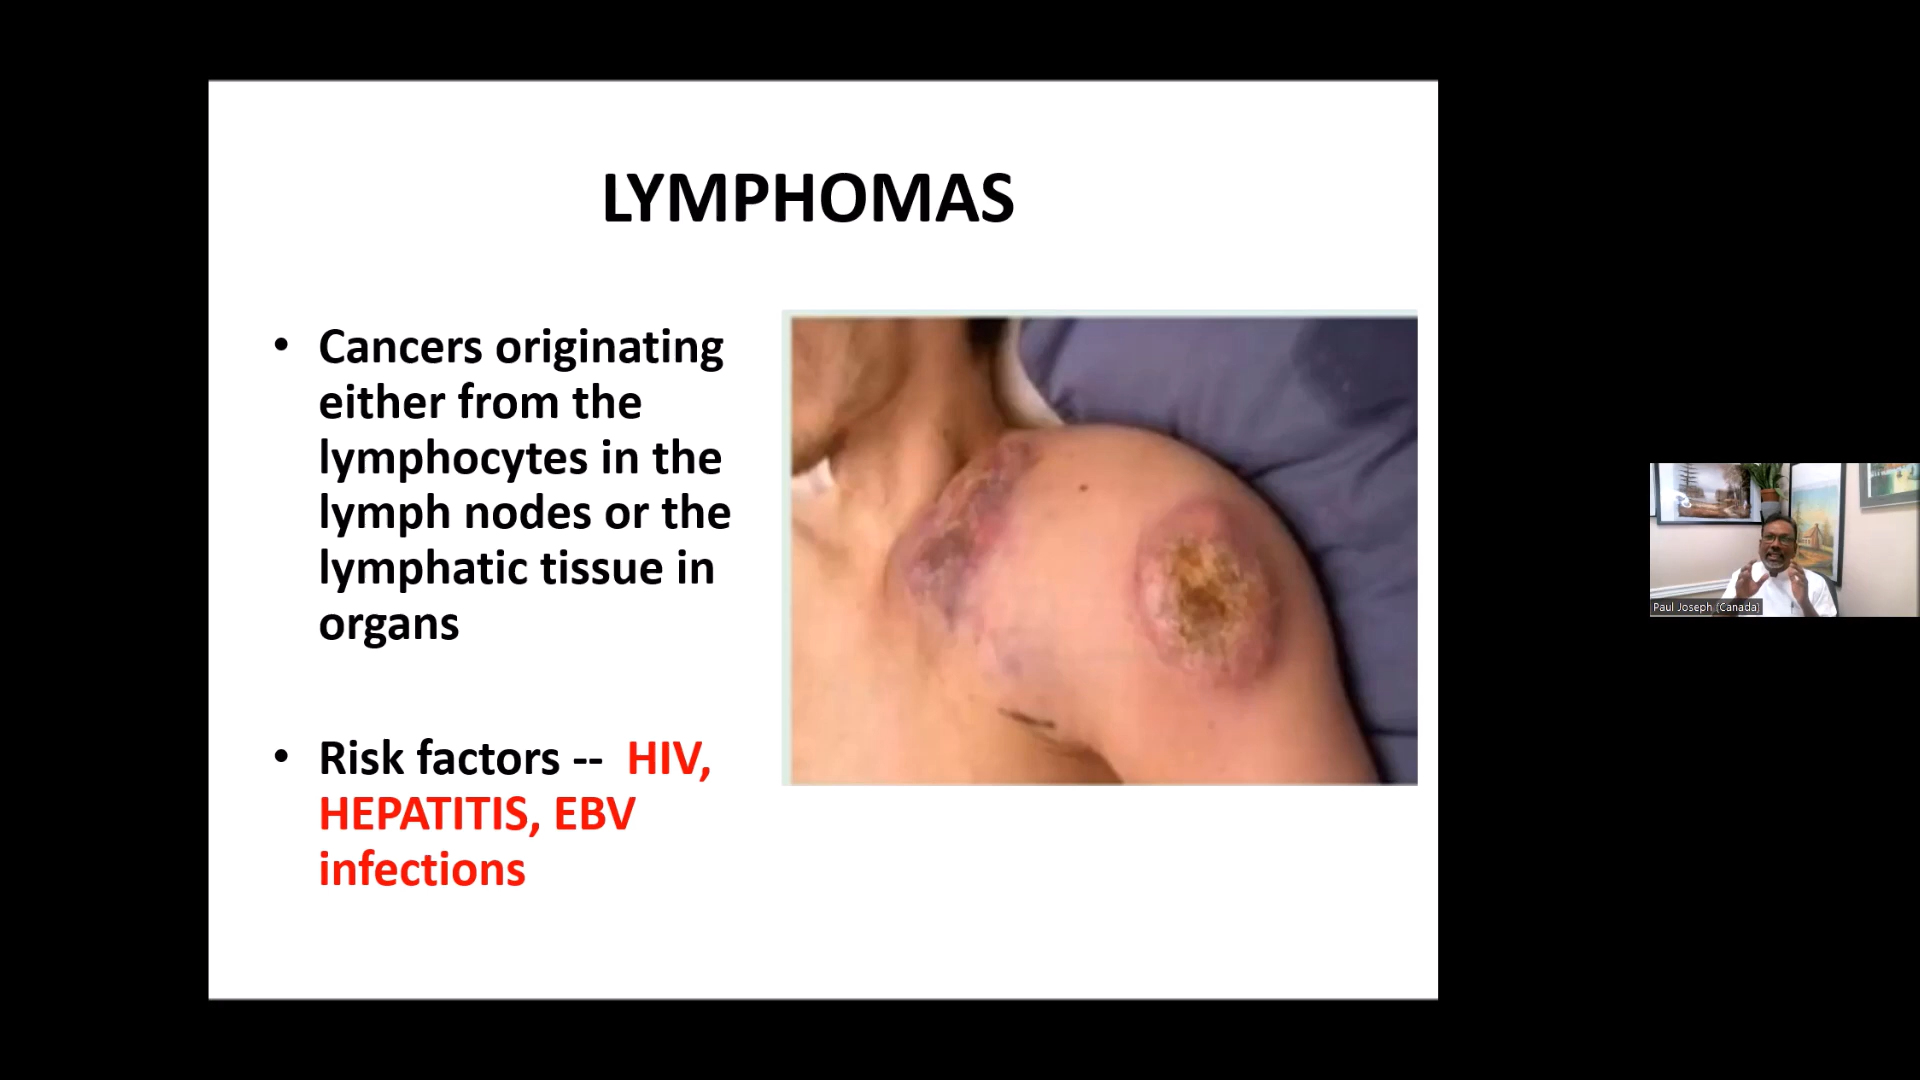 LYMPHOMAS
• Cancers originating
either from the
lymphocytes in the
lymph nodes or the
lymphatic tissue in
organs
• Risk factors -- HIV,
HEPATITIS, EBV
infections
Paul Joseph (Canada)